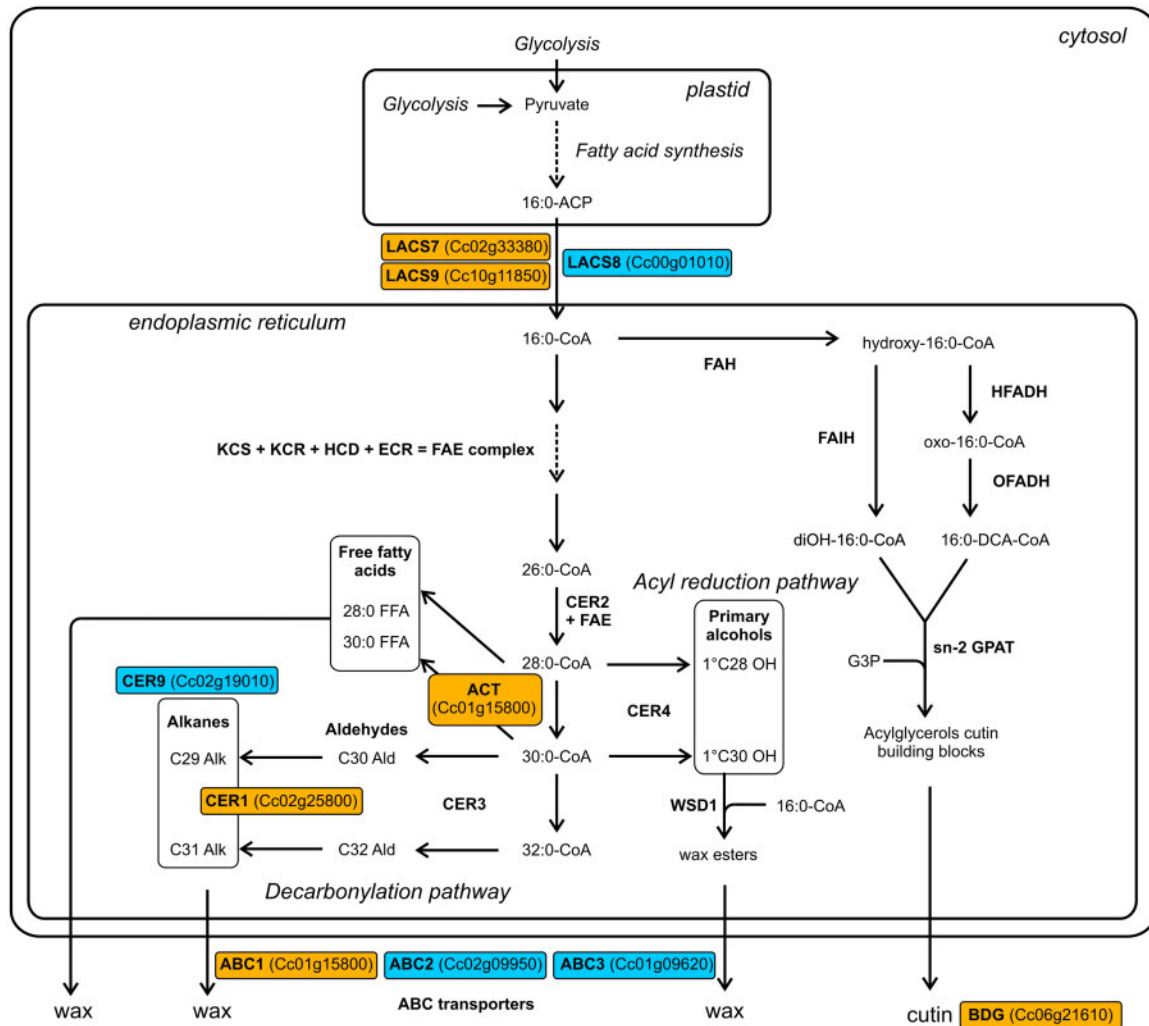 cytosol
Glycolysis
plastid
Glycolysis
Pyruvate
Fatty acid synthesis
16:0-ACP
LACS7 (Cc02g33380)
LACS9 (Cc10g11850)
LACS8 (Cc00g01010)
endoplasmic reticulum
16:0-CoA
FAH
hydroxy-16:0-CoA
HFADH
FAIH
oxo-16:0-CoA
OFADH
KCS + KCR + HCD + ECR = FAE complex
diOH-16:0-CoA
16:0-DCA-CoA
Free fatty
acids
28:0 FFA
30:0 FFA
26:0-CoA
CER2
+ FAE
Acyl reduction pathway
Primary
alcohols
28:0-CoA
1°C28 OH
G3P
sn-2 GPAT
CER9 (Cc02g19010)
ACT
(Cc01g15800)
CER4
Alkanes
Aldehydes
C29 Alk
C30 Ald
30:0-CoA
1°C30 OH
Acylglycerols cutin
building blocks
CER1 (Cc02g25800)
CER3
WSD1
16:0-CoA
C31 Alk
C32 Ald
32:0-CoA
wax esters
Decarbonylation pathway
ABC1 (Cc01g15800)
ABC2 (Cc02g09950)
ABC3 (Cc01g09620)
ABC transporters
wax
wax
wax
cutin
BDG (Cc06g21610)